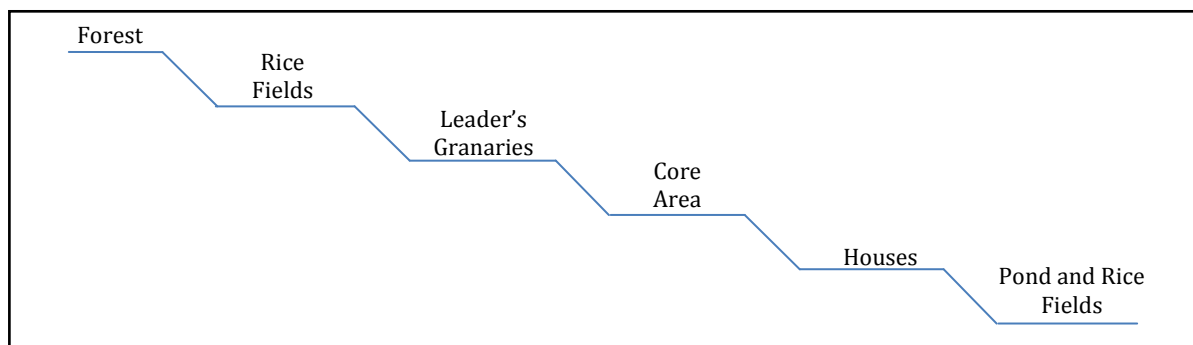 Forest
Rice
Fields
Leader’s
Granaries
Core
Area
Houses
Pond and Rice
Fields